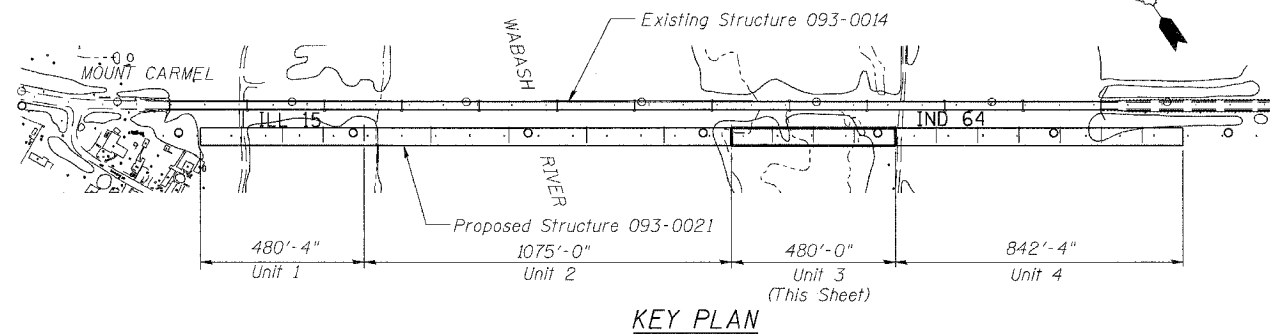 Existing Structure 093-0014
WABASH
MOUNT CARMEL
ILL 15
IND 64
RIVER
Proposed Structure 093-0021
480'-4"
1075'-0"
480'-0"
842'-4"
Unit 1
Unit 2
Unit 3
Unit 4
(This Sheet)
KEY PLAN